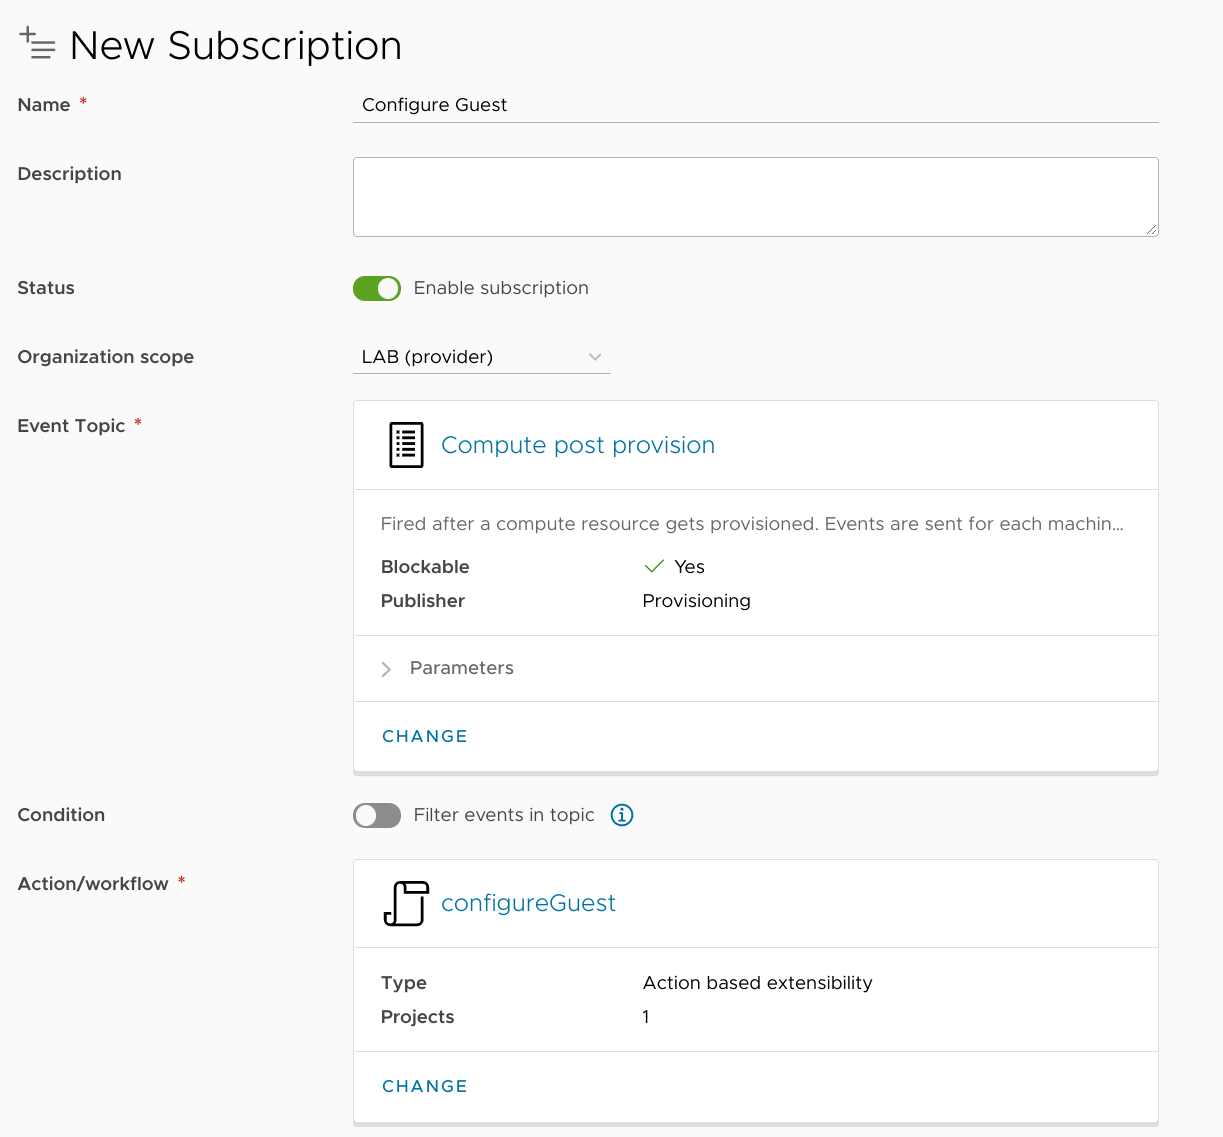 New Subscription
Name *
Configure Guest
Description
Status
Enable subscription
Organization scope
LAB (provider)
Event Topic *
Compute post provision
Fired after a compute resource gets provisioned. Events are sent for each machin...
Blockable
Yes
Publisher
Provisioning
Parameters
CHANGE
Condition
Filter events in topic
Action/workflow *
configureGuest
Type
Action based extensibility
Projects
1
CHANGE